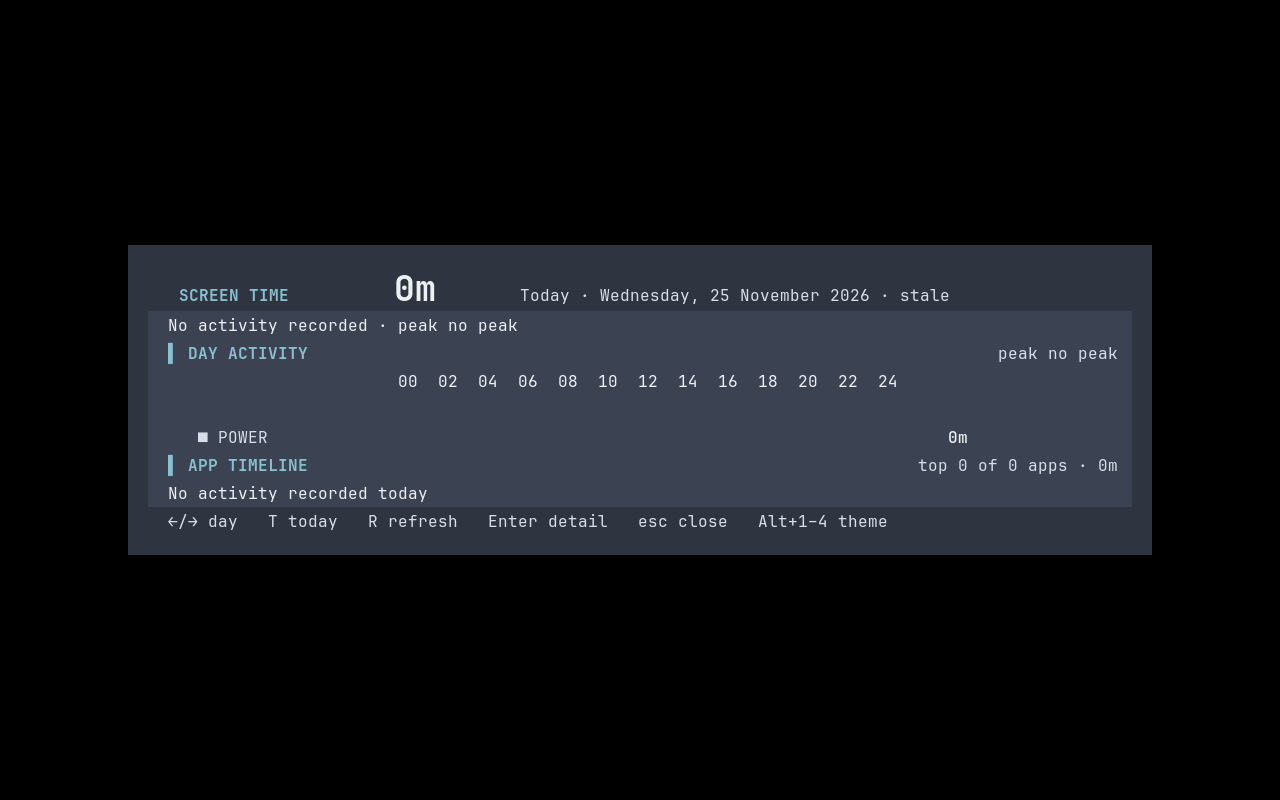 SCREEN TIME 0m Today · Wednesday, 25 November 2026 · stale
No activity recorded · peak no peak
DAY ACTIVITY peak no peak
00 02 04 06 08 10 12 14 16 18 20 22 24
■ POWER 0m
APP TIMELINE top 0 of 0 apps · 0m
No activity recorded today
←/→ day T today R refresh Enter detail esc close Alt+1–4 theme